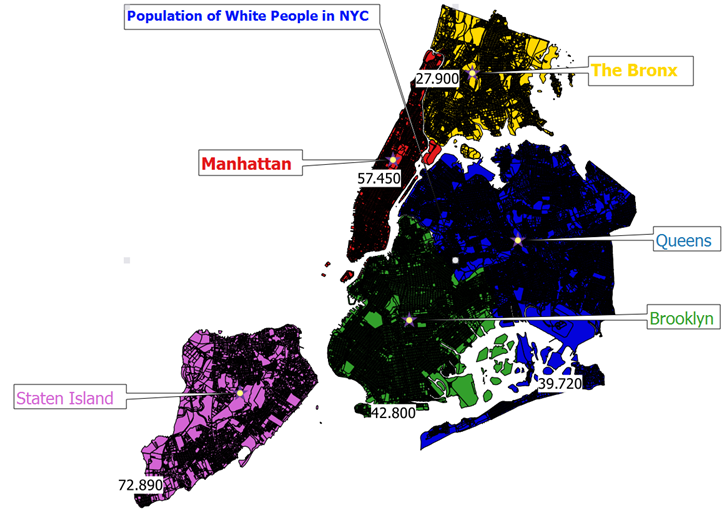 Population of White People in NYC
The Bronx
27.900
Manhattan
57.450
Queens
Brooklyn
39.720
Staten Island
42.800
72.890